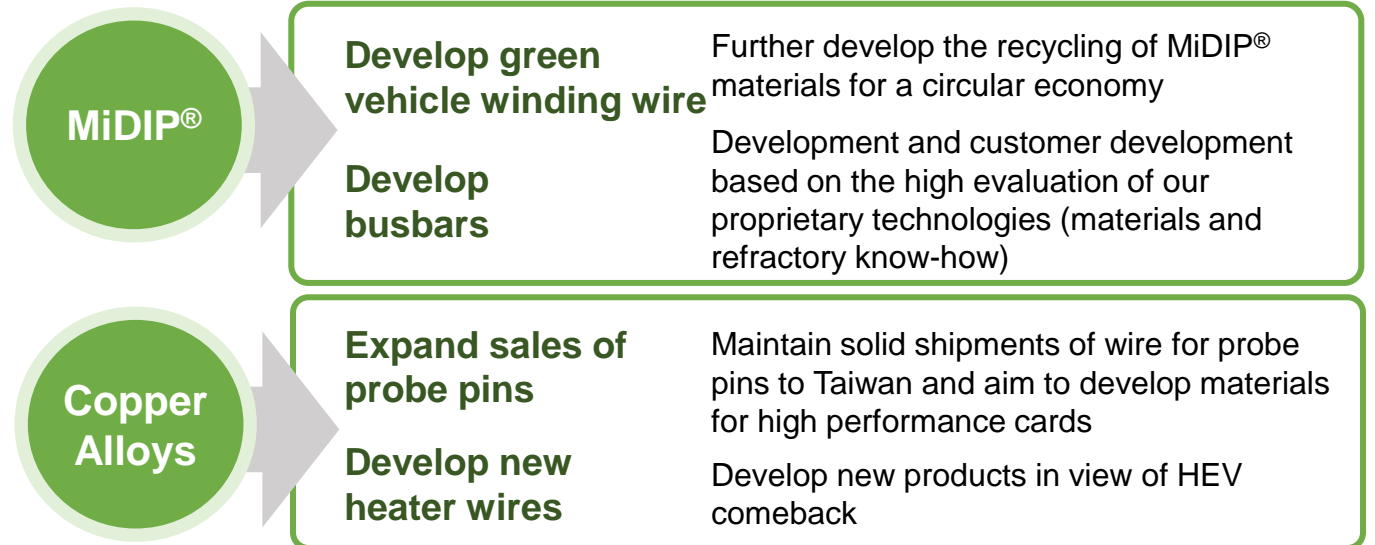 MiDIP®
Develop green
vehicle winding wire
Further develop the recycling of MiDIP®
materials for a circular economy
Develop
busbars
Development and customer development
based on the high evaluation of our
proprietary technologies (materials and
refractory know-how)
Copper
Alloys
Expand sales of
probe pins
Maintain solid shipments of wire for probe
pins to Taiwan and aim to develop materials
for high performance cards
Develop new
heater wires
Develop new products in view of HEV
comeback